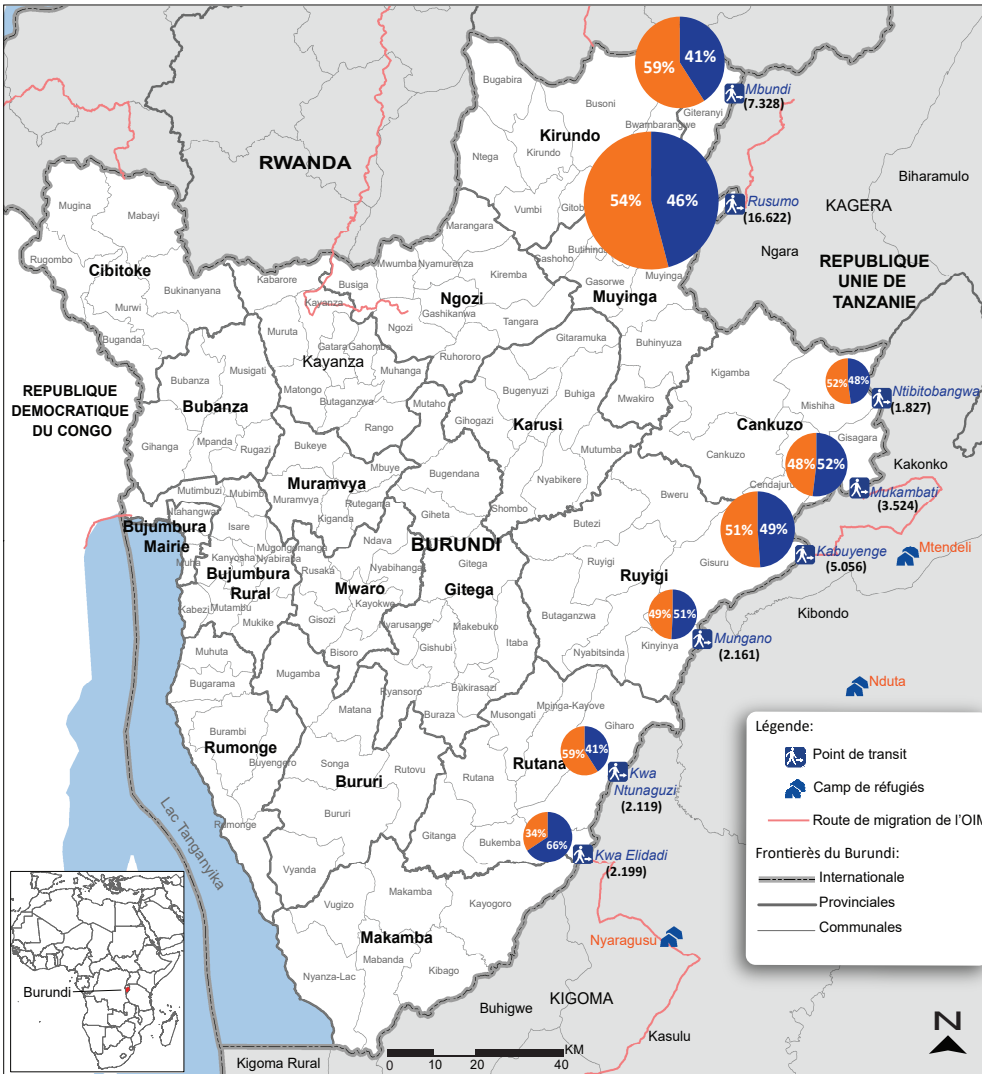 59%
41%
Mbundi
(7.328)
Bugabira
Busoni
Giteranyi
Bwambarangwe
Kirundo
Ntega
Kirundo
RWANDA
54%
46%
Rusumo
(16.622)
Biharamulo
KAGERA
Ngara
REPUBLIQUE
UNIE DE
TANZANIE
Mugina
Mabayi
Vumbi
Marangara
Rugombo
Cibitoke
Bukinanyana
Murwi
Buganda
Kabarore
Busiga
Kayanza
Mwumba
Nyamurenza
Kiremba
Gashoho
Gasorwe
Muyinga
Muyinga
Ngozi
Gashikanwa
Ngozi
Tangara
Muruta
Gatara
Gahombo
Kayanza
Ruhororo
Gitaramuka
Buhinyuza
Musigati
Bubanza
Muhanga
Matongo
Butaganzwa
Mutaho
Bugenyuzi
Buhiga
Mwakiro
Kigamba
52%
48%
Ntibitobangwa
(1.827)
Mishiha
REPUBLIQUE
DEMOCRATIQUE
DU CONGO
Bubanza
Gihogazi
Karusi
Cankuzo
Gisagara
Gihanga
Mpanda
Rugazi
Rango
Bukeye
Mbuye
Bugendana
Mutumba
Cankuzo
48%
52%
Kakonko
Mukambati
(3.524)
Cendajuru
Muramvya
Muramvya
Rutegama
Kiganda
Nyabikere
Shombo
Bweru
Mutimbuzi
Mubimbi
Ntahangwa
Isare
Giheta
Butezi
51%
49%
Kabuyenge
(5.056)
Mtendeli
Bujumbura
Mairie
Ndava
BURUNDI
Mugongomanga
Kanyosha
Nyabiraba
Muha
Bujumbura
Rural
Rusaka
Nyabihanga
Gitega
Gitega
Ruyigi
Gisuru
Ruyigi
Mwaro
Kayokwe
Kabezi
Mutambu
Mukike
Gisozi
Nyarusange
Makebuko
Butaganzwa
49%
51%
Kibondo
Mungano
(2.161)
Kinyinya
Muhuta
Bisoro
Gishubi
Itaba
Nyabitsinda
Bugarama
Mugamba
Ryansoro
Bukirasazi
Nduta
Matana
Buraza
Musongati
Mpinga-Kayove
Giharo
Burambi
Rumonge
Buyengero
Songa
Rutovu
Bururi
59%
41%
Rutana
Kwa
Ntunaguzi
(2.119)
Rutana
Rumonge
Bururi
Gitanga
Bukemba
34%
66%
Kwa Elidadi
(2.199)
Lac Tanganyika
Vyanda
Vugizo
Makamba
Kayogoro
Makamba
Mabanda
Kibago
Nyanza-Lac
Nyaragusu
Buhigwe
KIGOMA
Kasulu
Kigoma Rural
Burundi
0
10
20
40
KM
N
Légende:
Point de transit
Camp de réfugiés
Route de migration de l'OIM
Frontierès du Burundi:
Internationale
Provinciales
Communales